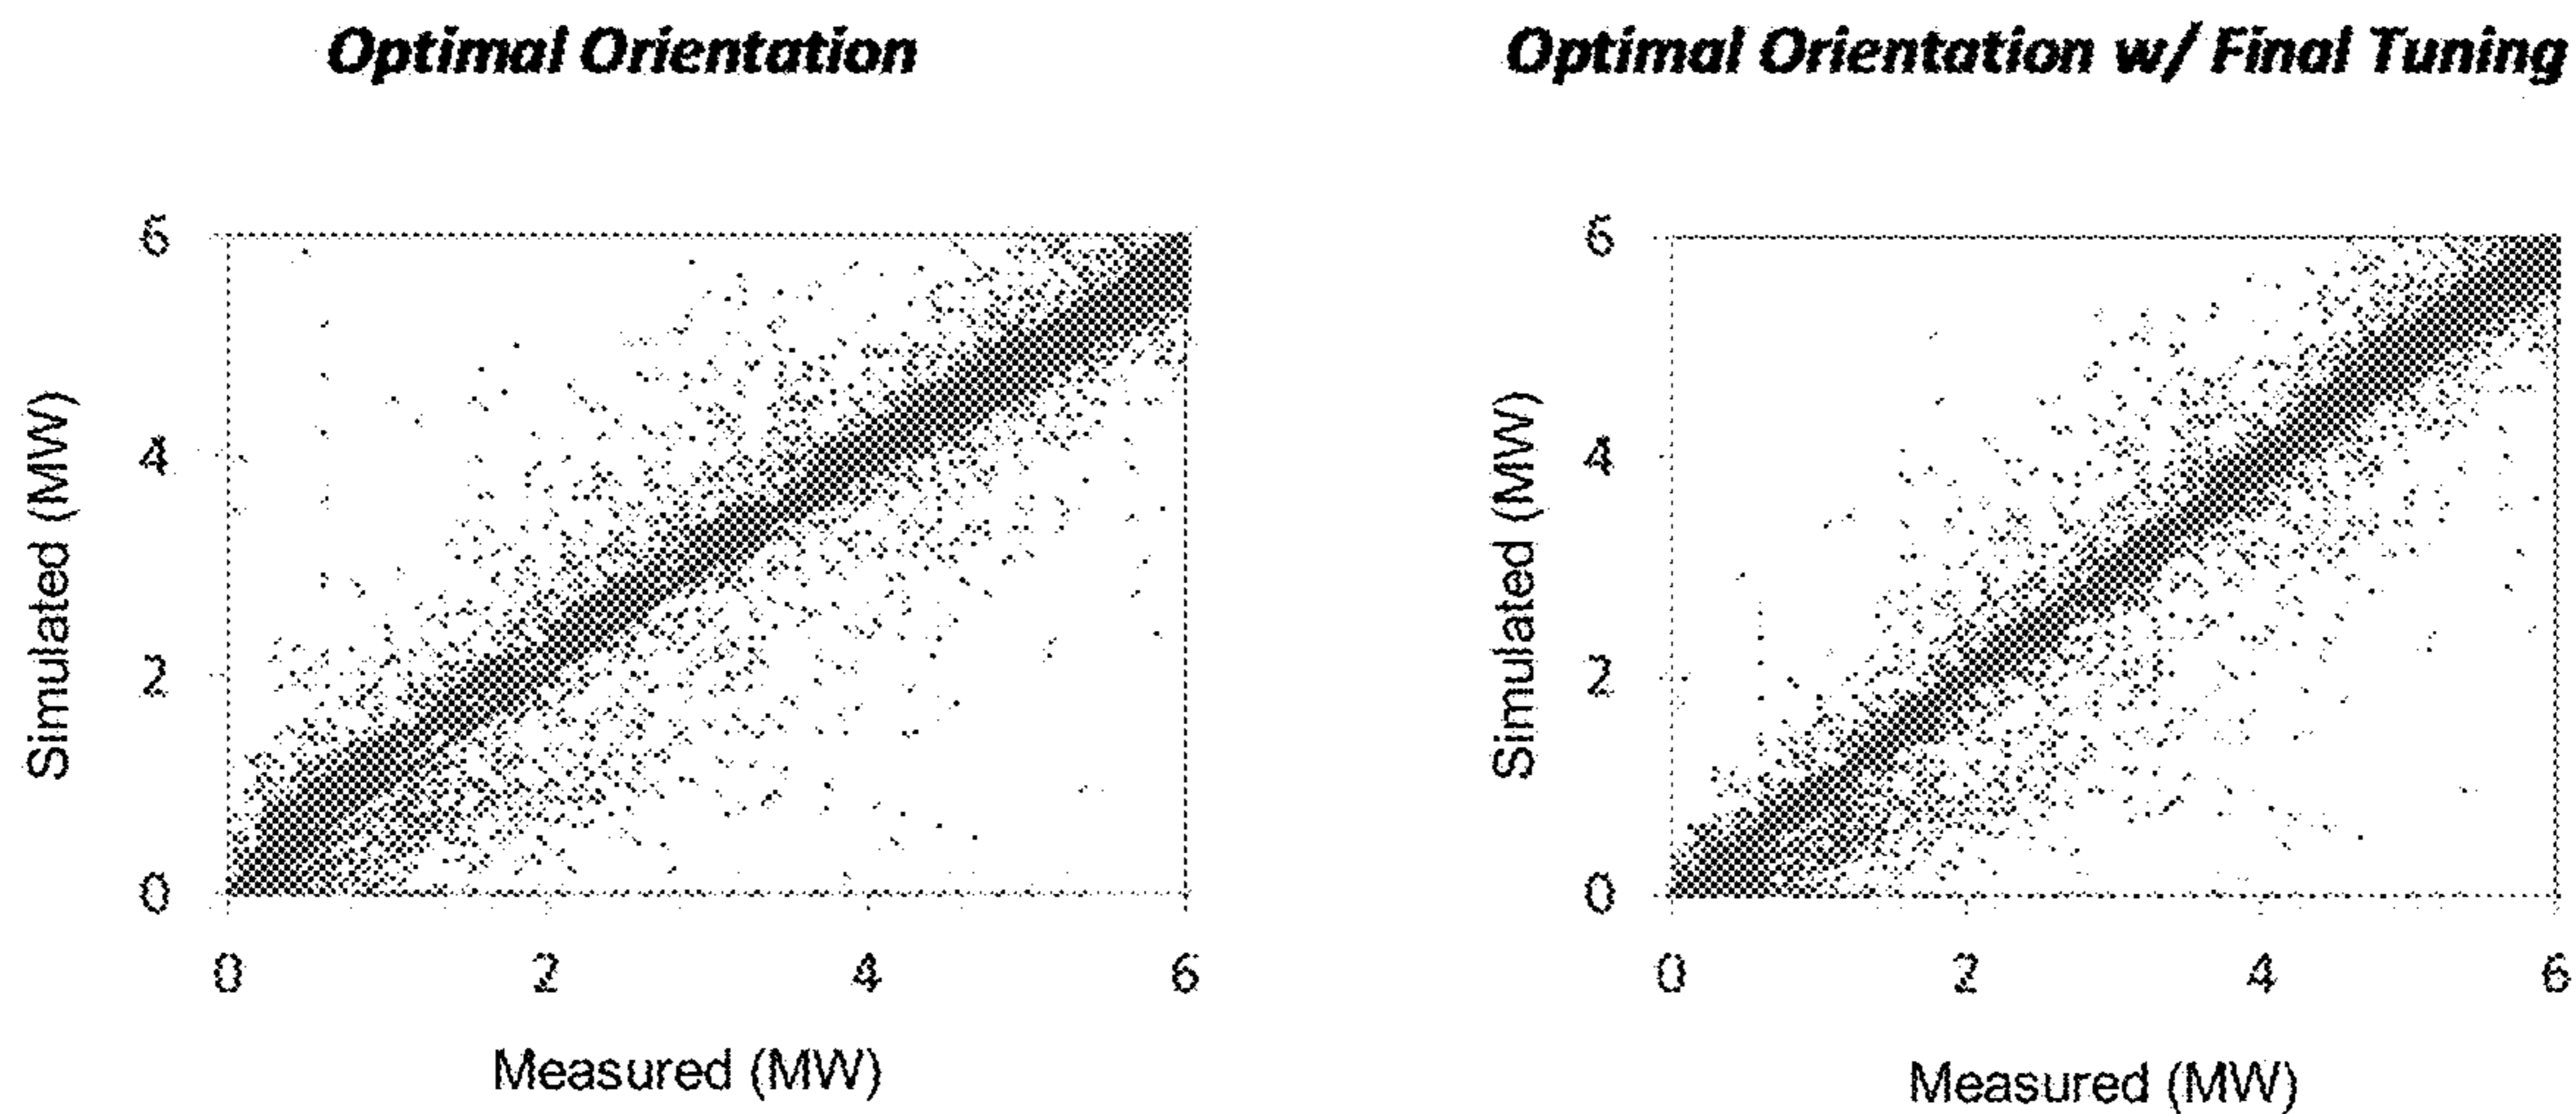 Optimal Orientation
Optimal Orientation w/ Final Tuning
6
4
2
0
Simulated (MW)
0 2 4 6
Measured (MW)
6
4
2
0
Simulated (MW)
0 2 4 6
Measured (MW)